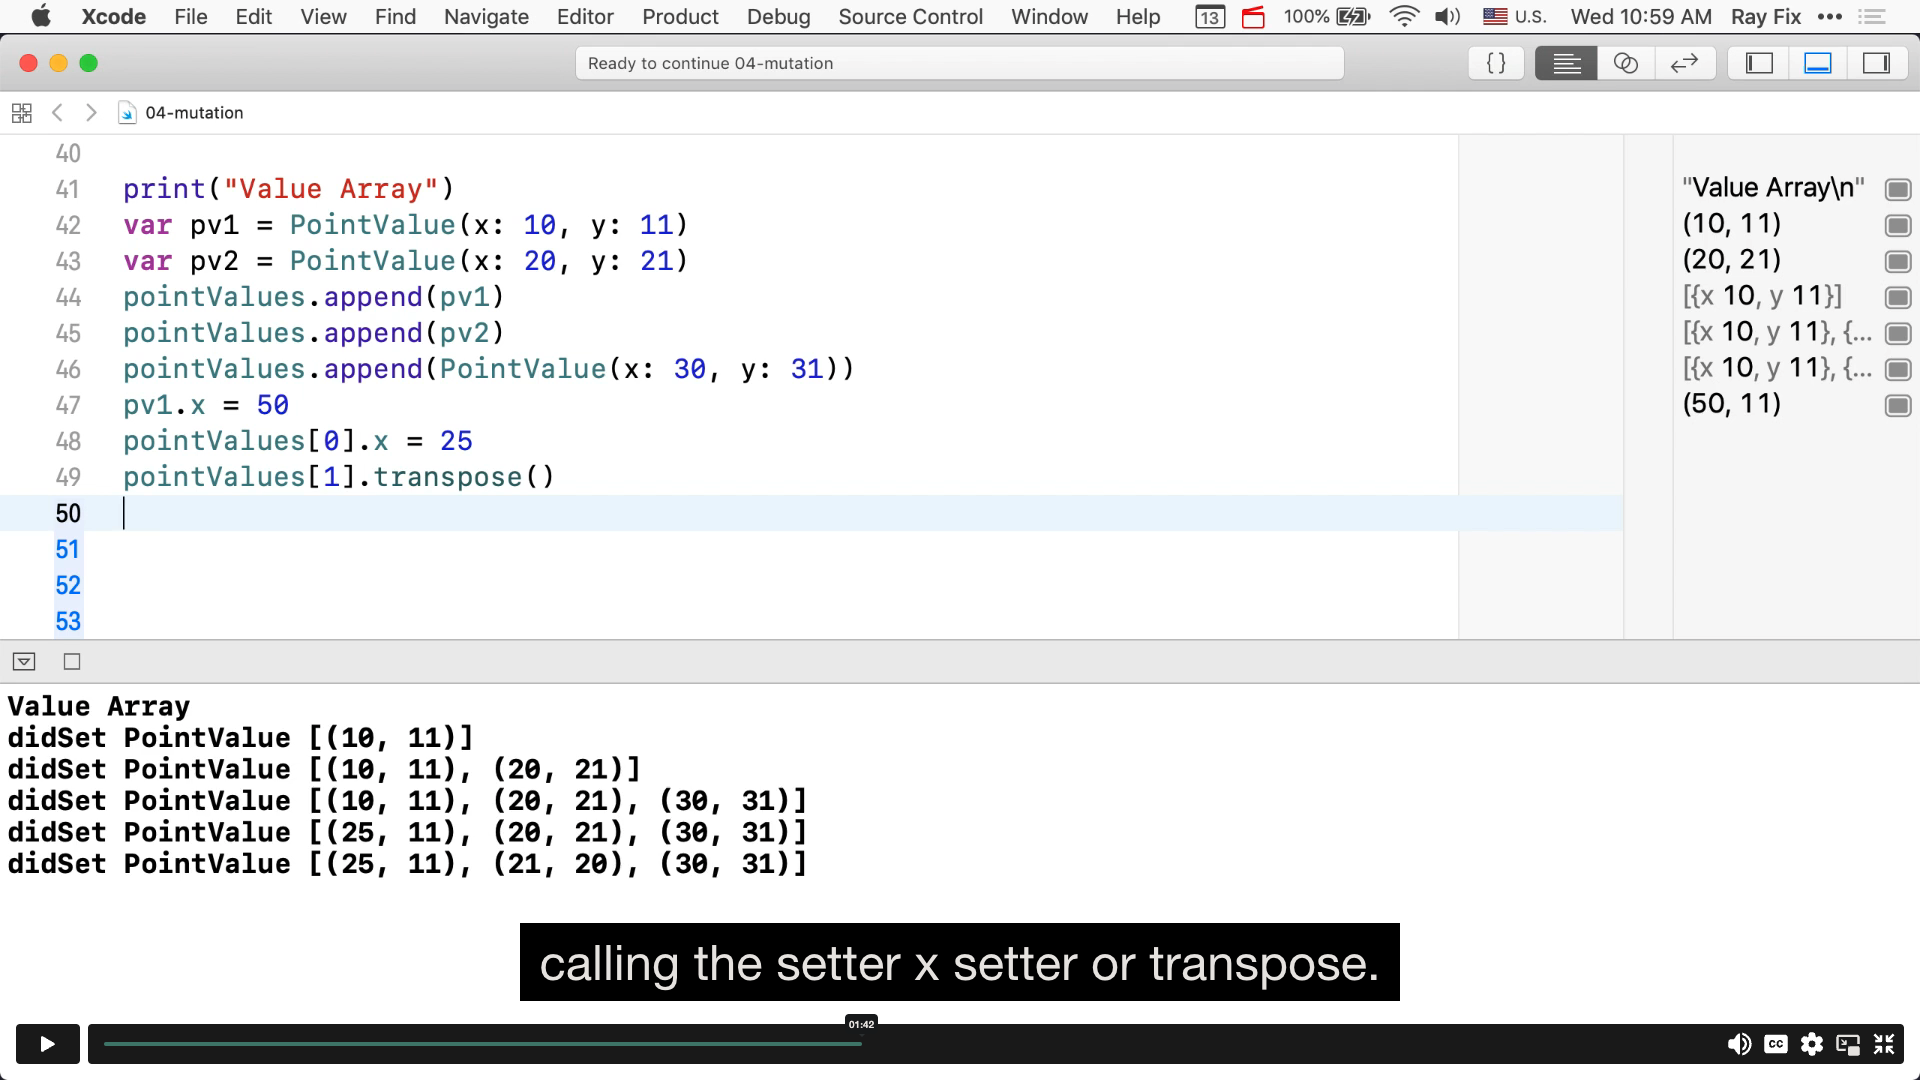 Xcode File Edit View Find Navigate Editor Product Debug Source Control Window Help 13 100% U.S. Wed 10:59 AM Ray Fix
Ready to continue 04-mutation
{}
04-mutation
40
41 print("Value Array") "Value Array\n"
42 var pv1 = PointValue(x: 10, y: 11) (10, 11)
43 var pv2 = PointValue(x: 20, y: 21) (20, 21)
44 pointValues.append(pv1) [{x 10, y 11}]
45 pointValues.append(pv2) [{x 10, y 11}, {...
46 pointValues.append(PointValue(x: 30, y: 31)) [{x 10, y 11}, {...
47 pv1.x = 50 (50, 11)
48 pointValues[0].x = 25
49 pointValues[1].transpose()
50
51
52
53
Value Array
didSet PointValue [(10, 11)]
didSet PointValue [(10, 11), (20, 21)]
didSet PointValue [(10, 11), (20, 21), (30, 31)]
didSet PointValue [(25, 11), (20, 21), (30, 31)]
didSet PointValue [(25, 11), (21, 20), (30, 31)]
calling the setter x setter or transpose.
01:42
CC